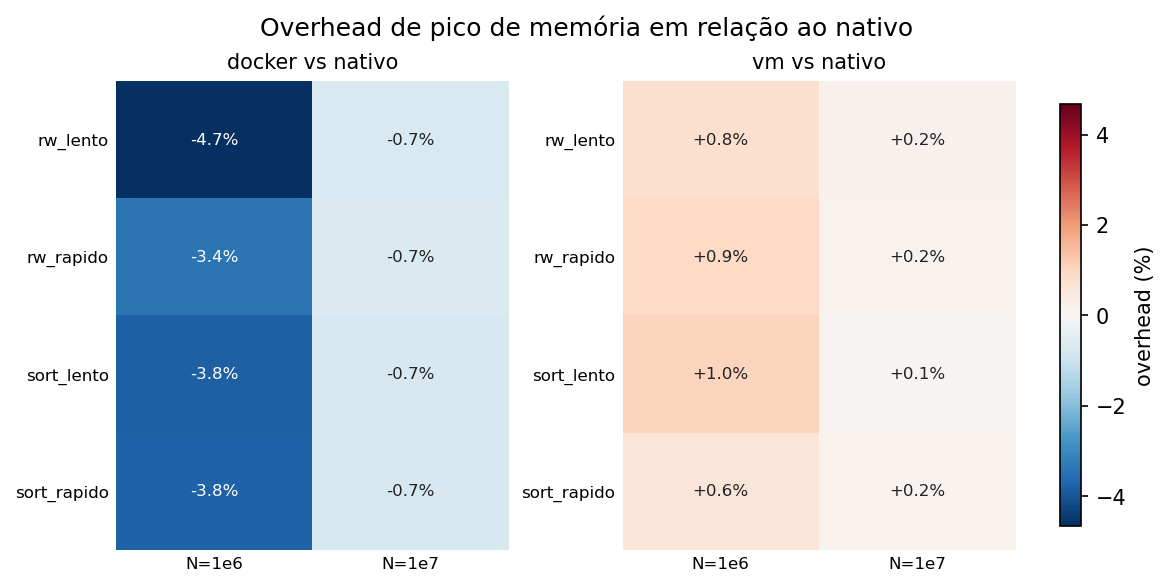 Overhead de pico de memória em relação ao nativo
docker vs nativo
rw_lento -4.7% -0.7%
rw_rapido -3.4% -0.7%
sort_lento -3.8% -0.7%
sort_rapido -3.8% -0.7%
N=1e6 N=1e7
vm vs nativo
rw_lento +0.8% +0.2%
rw_rapido +0.9% +0.2%
sort_lento +1.0% +0.1%
sort_rapido +0.6% +0.2%
N=1e6 N=1e7
4
2
0
−2
−4
overhead (%)